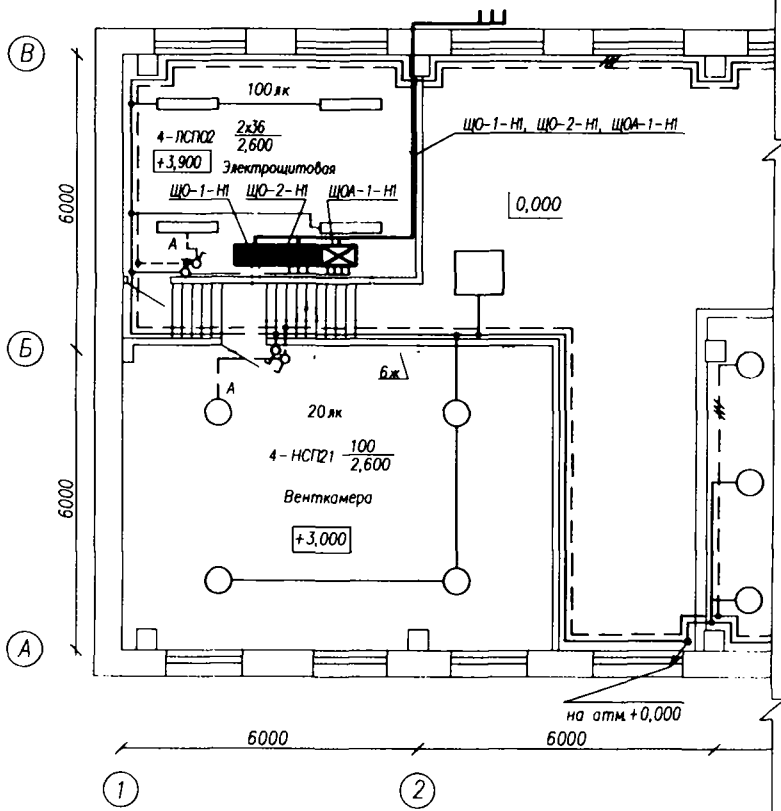 В
6000
100 лк
4-ЛСП02 2x36
2,600
+3,900
Электрощитовая
ЩО-1-Н1 ЩО-2-Н1 ЩОА-1-Н1
ЩО-1-Н1, ЩО-2-Н1, ЩОА-1-Н1
0,000
А
Б
6ж
А
20 лк
4-НСП21 100
2,600
Венткамера
+3,000
6000
А
на отм. +0,000
6000
6000
1
2